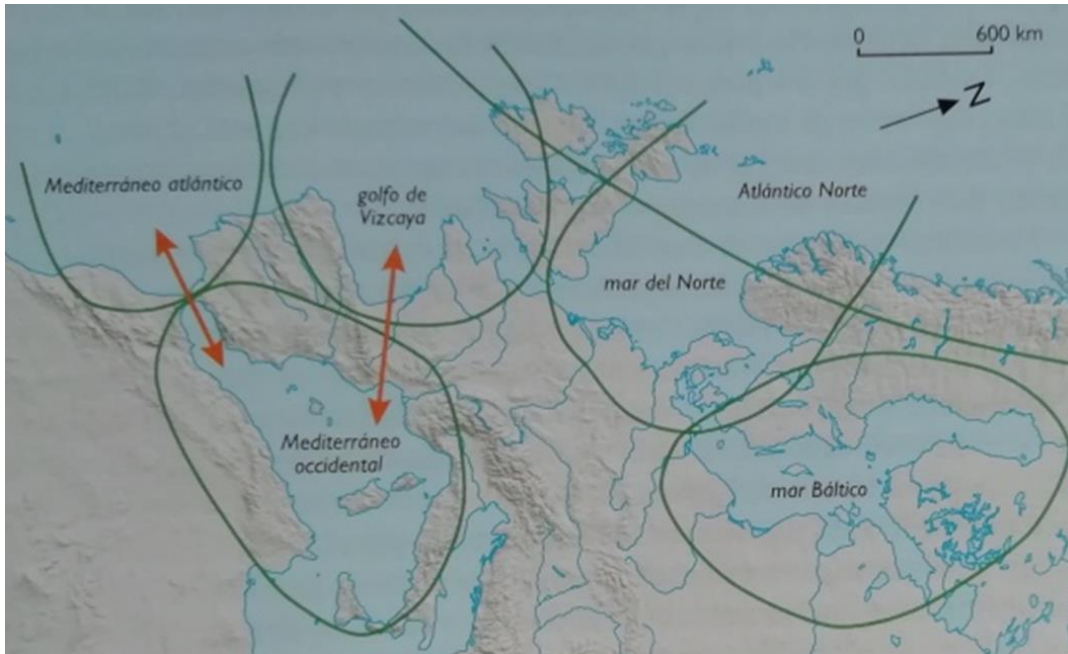 0 600 km
N
Mediterráneo atlántico
golfo de
Vizcaya
Atlántico Norte
mar del Norte
Mediterráneo
occidental
mar Báltico